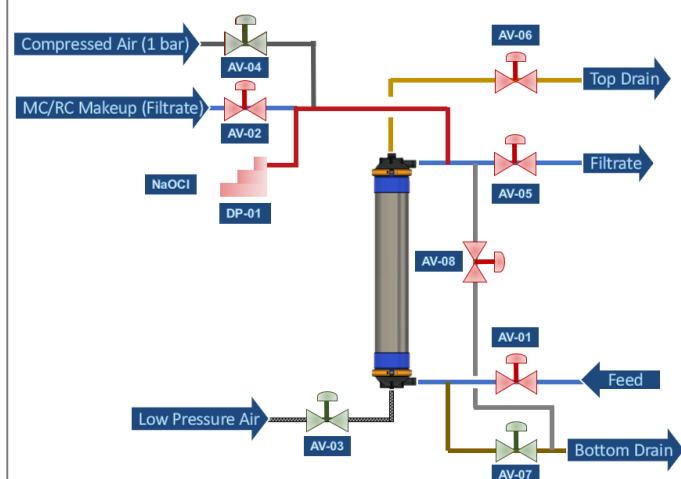 AV-06
Compressed Air (1 bar)
Top Drain
AV-04
MC/RC Makeup (Filtrate)
AV-02
Filtrate
NaOCl
AV-05
DP-01
AV-08
AV-01
Feed
Low Pressure Air
AV-03
Bottom Drain
AV-07